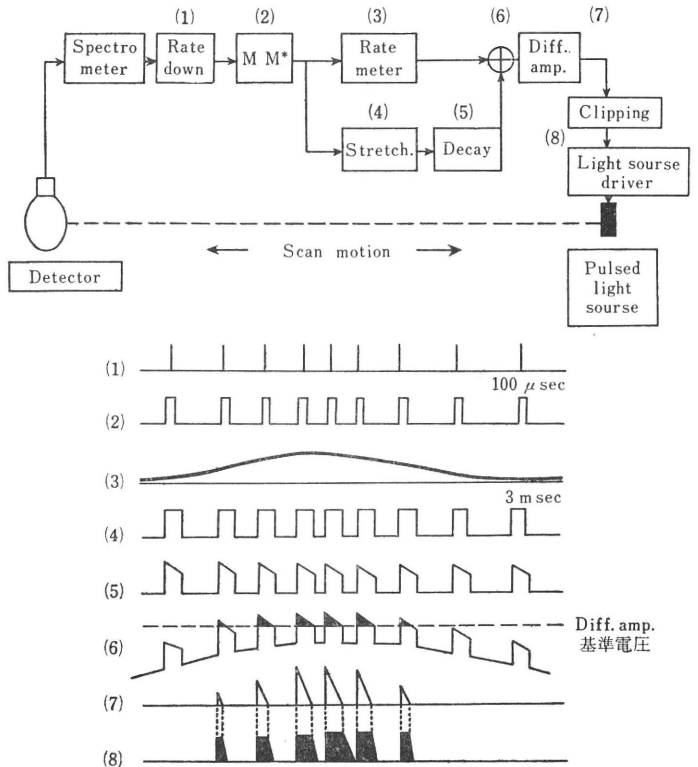 (1)
(2)
(3)
(6)
(7)
Spectro
meter
Rate
down
M M*
Rate
meter
Diff.
amp.
(4)
(5)
Stretch.
Decay
Clipping
(8)
Light sourse
driver
Scan motion
Detector
Pulsed
light
sourse
(1)
100 μ sec
(2)
(3)
3 m sec
(4)
(5)
Diff. amp.
基準電圧
(6)
(7)
(8)